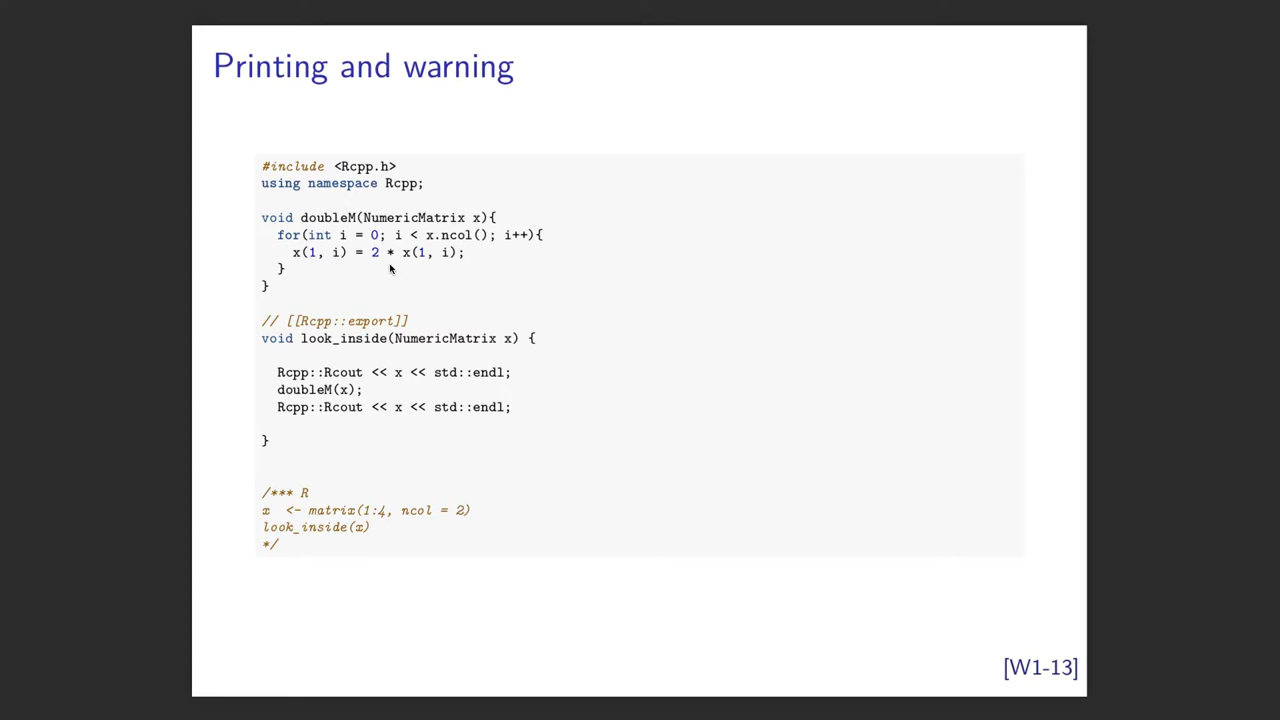 Printing and warning
#include <Rcpp.h>
using namespace Rcpp;
void doubleM(NumericMatrix x){
for(int i = 0; i < x.ncol(); i++){
x(1, i) = 2 * x(1, i);
}
}
// [[Rcpp::export]]
void look_inside(NumericMatrix x) {
Rcpp::Rcout << x << std::endl;
doubleM(x);
Rcpp::Rcout << x << std::endl;
}
/*** R
x <- matrix(1:4, ncol = 2)
look_inside(x)
*/
[W1-13]